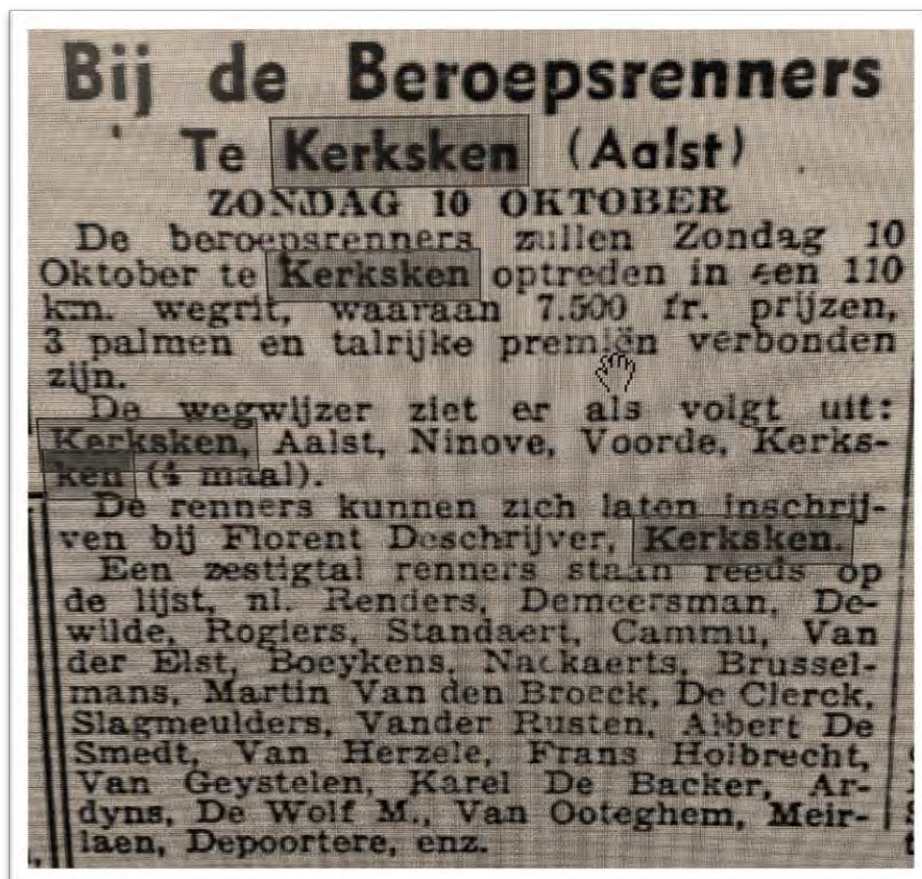 Bij de Beroepsrenners
Te Kerksken (Aalst)
ZONDAG 10 OKTOBER
De beroepsrenners zullen Zondag 10
Oktober te Kerksken optreden in een 110
km. wegrit, waaraan 7.500 fr. prijzen,
3 palmen en talrijke premiën verbonden
zijn.
De wegwijzer ziet er als volgt uit:
Kerksken, Aalst, Ninove, Voorde, Kerks-
ken (4 maal).
De renners kunnen zich laten inschrij-
ven bij Florent Deschrijver, Kerksken.
Een zestigtal renners staan reeds op
de lijst, nl. Renders, Demeersman, De-
wilde, Rogiers, Standaert, Cammu, Van
der Elst, Boeykens, Nackaerts, Brussel-
mans, Martin Van den Broeck, De Clerck,
Slagmeulders, Vander Rusten, Albert De
Smedt, Van Herzele, Frans Holbrecht,
Van Geystelen, Karel De Backer, Ar-
dyns, De Wolf M., Van Ooteghem, Meir-
laen, Depoortere, enz.